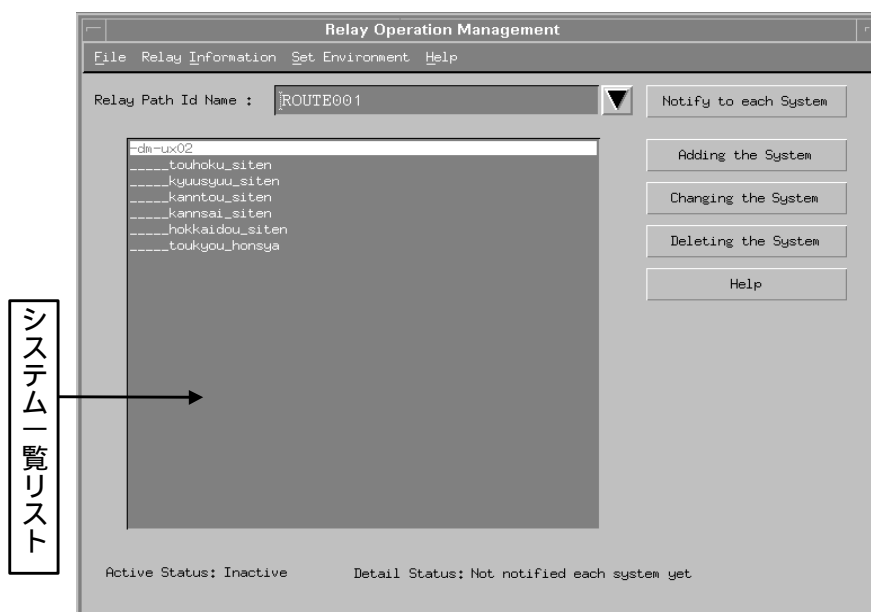 Relay Operation Management
File Relay Information Set Environment Help
Relay Path Id Name : ROUTE001
Notify to each System
-dm-ux02
_____touhoku_siten
_____kyuusyuu_siten
_____kanntou_siten
_____kannsai_siten
_____hokkaidou_siten
_____toukyou_honsya
Adding the System
Changing the System
Deleting the System
Help
システム一覧リスト
Active Status: Inactive Detail Status: Not notified each system yet